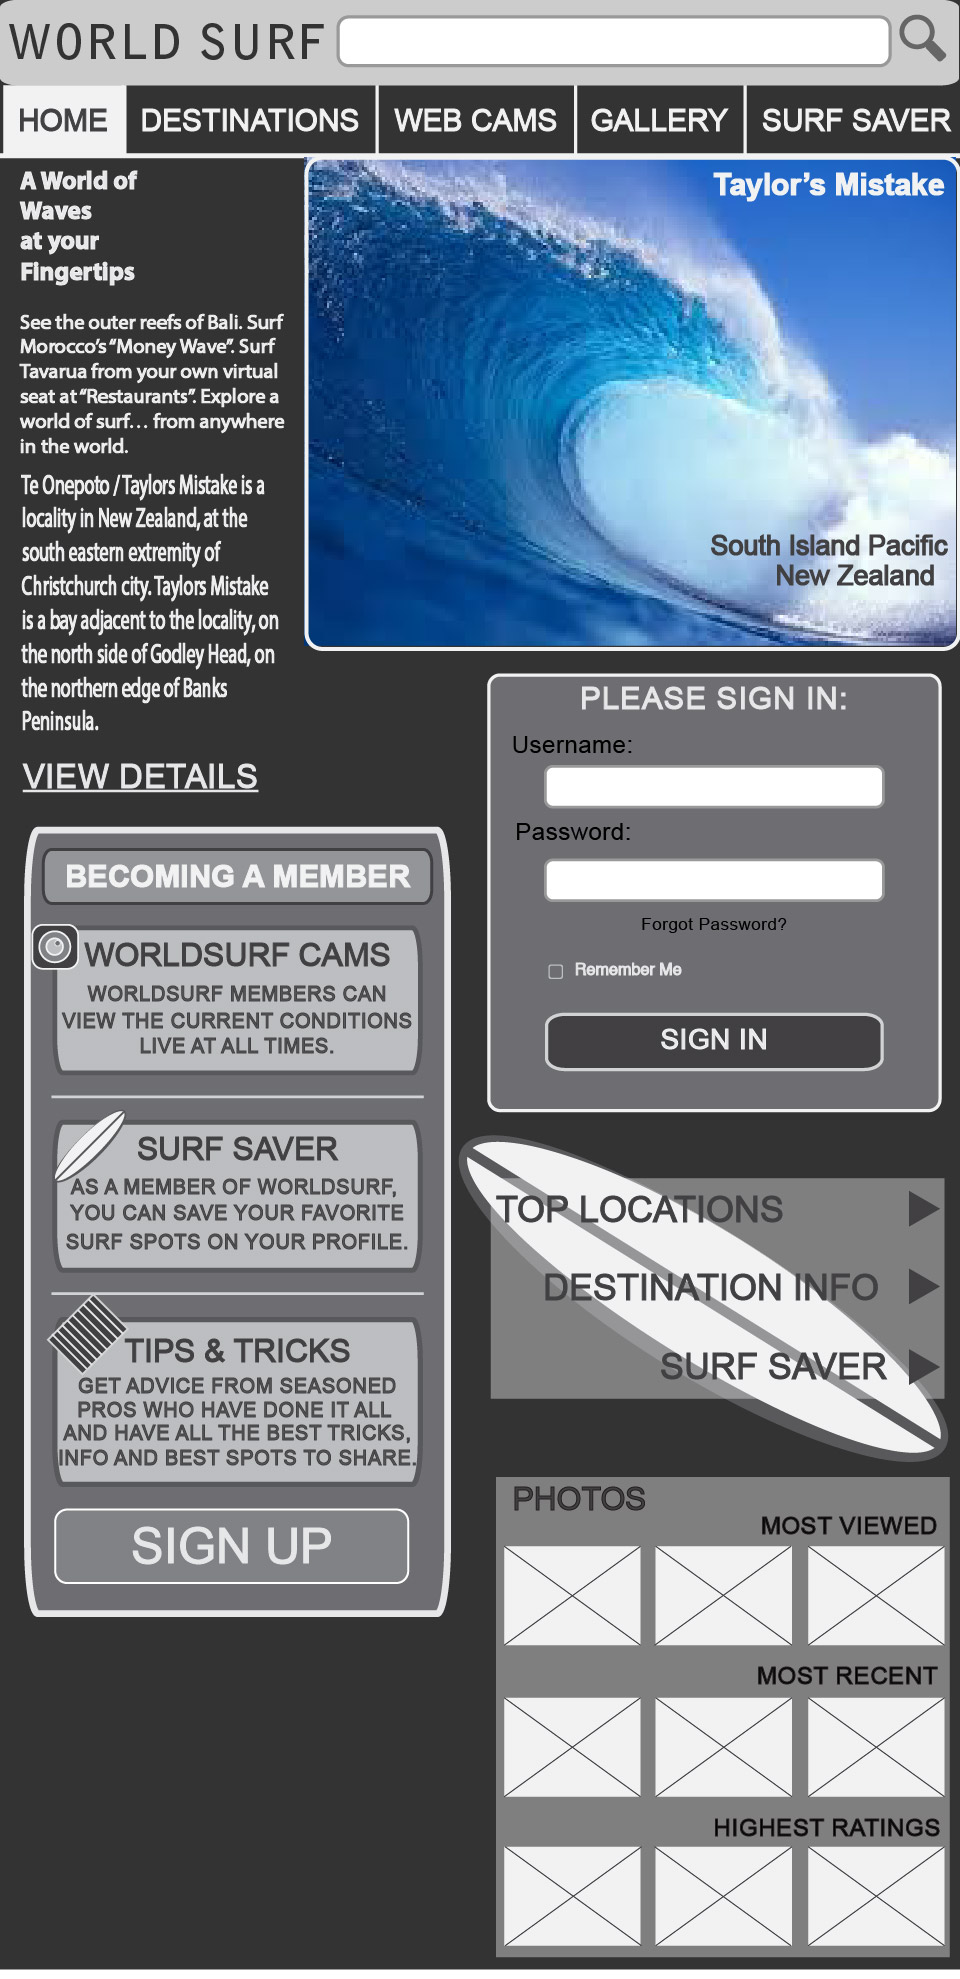 WORLD SURF
HOME
DESTINATIONS
WEB CAMS
GALLERY
SURF SAVER
A World of
Waves
at your
Fingertips
See the outer reefs of Bali. Surf
Morocco's "Money Wave". Surf
Tavarua from your own virtual
seat at "Restaurants". Explore a
world of surf... from anywhere
in the world.
Te Onepoto / Taylors Mistake is a
locality in New Zealand, at the
south eastern extremity of
Christchurch city. Taylors Mistake
is a bay adjacent to the locality, on
the north side of Godley Head, on
the northern edge of Banks
Peninsula.
VIEW DETAILS
Taylor's Mistake
South Island Pacific
New Zealand
PLEASE SIGN IN:
Username:
Password:
Forgot Password?
Remember Me
SIGN IN
BECOMING A MEMBER
WORLDSURF CAMS
WORLDSURF MEMBERS CAN
VIEW THE CURRENT CONDITIONS
LIVE AT ALL TIMES.
SURF SAVER
AS A MEMBER OF WORLDSURF,
YOU CAN SAVE YOUR FAVORITE
SURF SPOTS ON YOUR PROFILE.
TIPS & TRICKS
GET ADVICE FROM SEASONED
PROS WHO HAVE DONE IT ALL
AND HAVE ALL THE BEST TRICKS,
INFO AND BEST SPOTS TO SHARE.
SIGN UP
TOP LOCATIONS
DESTINATION INFO
SURF SAVER
PHOTOS
MOST VIEWED
MOST RECENT
HIGHEST RATINGS